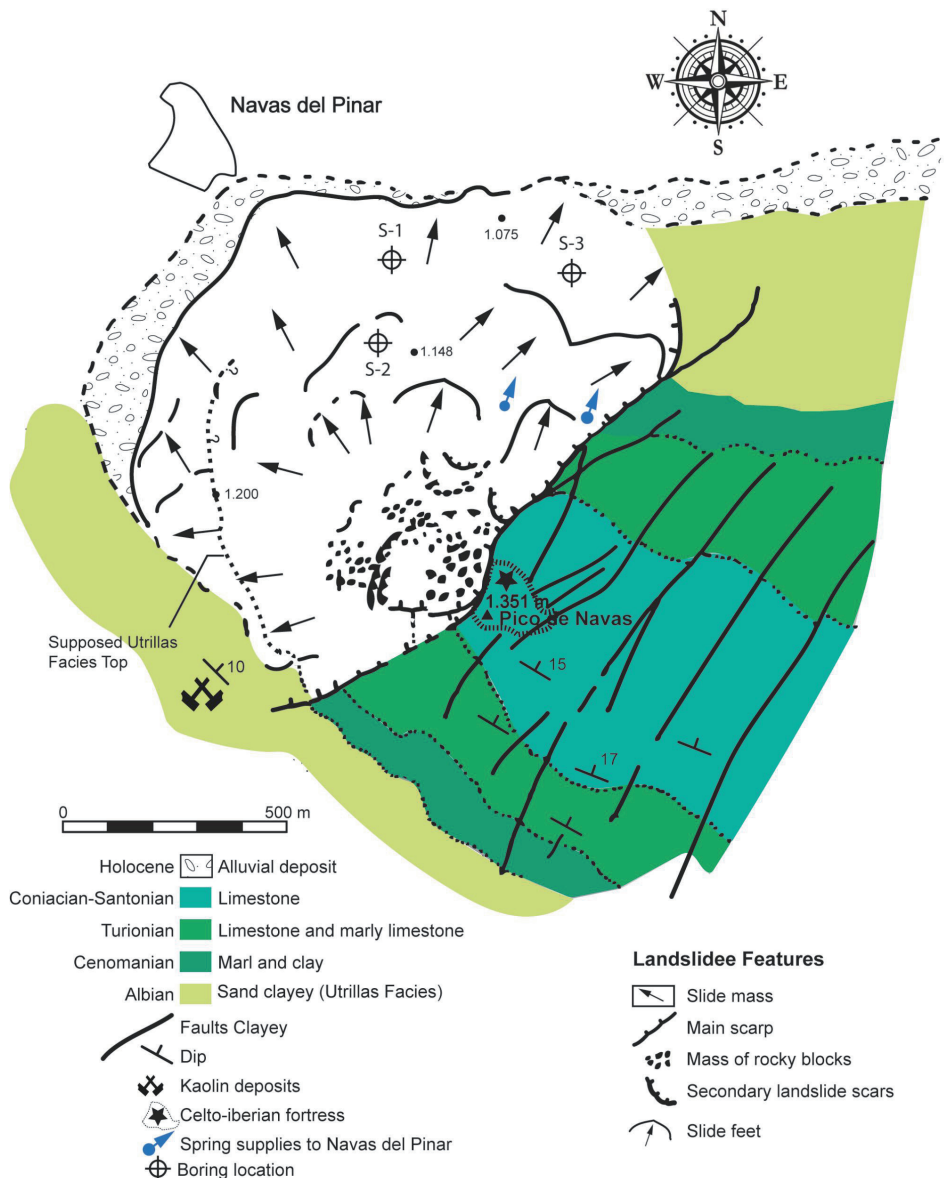 N
W E
S
Navas del Pinar
S-1
1.075
S-3
S-2
1.148
1.200
1.351 m
Pico de Navas
Supposed Utrillas
Facies Top
10
15
17
0 500 m
Holocene Alluvial deposit
Coniacian-Santonian Limestone
Turionian Limestone and marly limestone
Cenomanian Marl and clay
Albian Sand clayey (Utrillas Facies)
Faults Clayey
Dip
Kaolin deposits
Celto-iberian fortress
Spring supplies to Navas del Pinar
Boring location
Landslidee Features
Slide mass
Main scarp
Mass of rocky blocks
Secondary landslide scars
Slide feet
? 
?